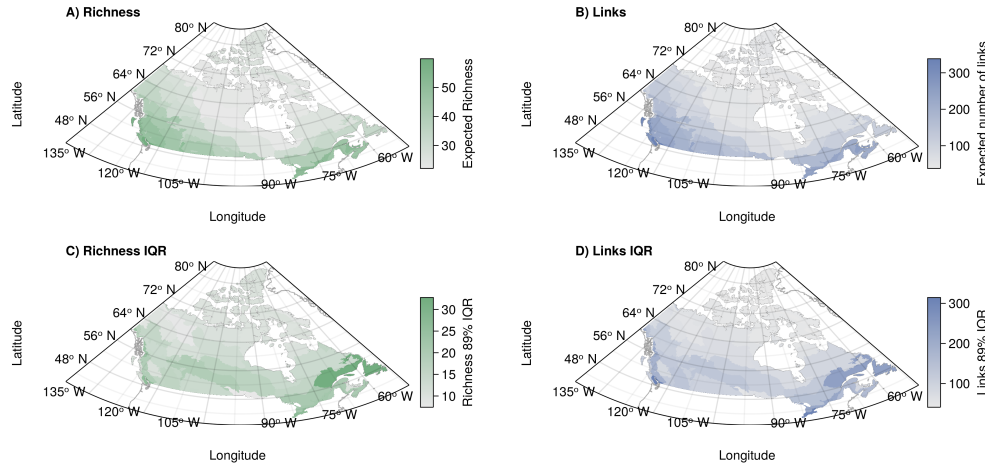 A) Richness
80° N
72° N
64° N
56° N
48° N
135° W
120° W
105° W
90° W
75° W
60° W
Latitude
Longitude
50
40
30
Expected Richness
B) Links
80° N
72° N
64° N
56° N
48° N
135° W
120° W
105° W
90° W
75° W
60° W
Latitude
Longitude
300
200
100
Expected number of links
C) Richness IQR
80° N
72° N
64° N
56° N
48° N
135° W
120° W
105° W
90° W
75° W
60° W
Latitude
Longitude
30
25
20
15
10
Richness 89% IQR
D) Links IQR
80° N
72° N
64° N
56° N
48° N
135° W
120° W
105° W
90° W
75° W
60° W
Latitude
Longitude
300
200
100
Links 89% IQR